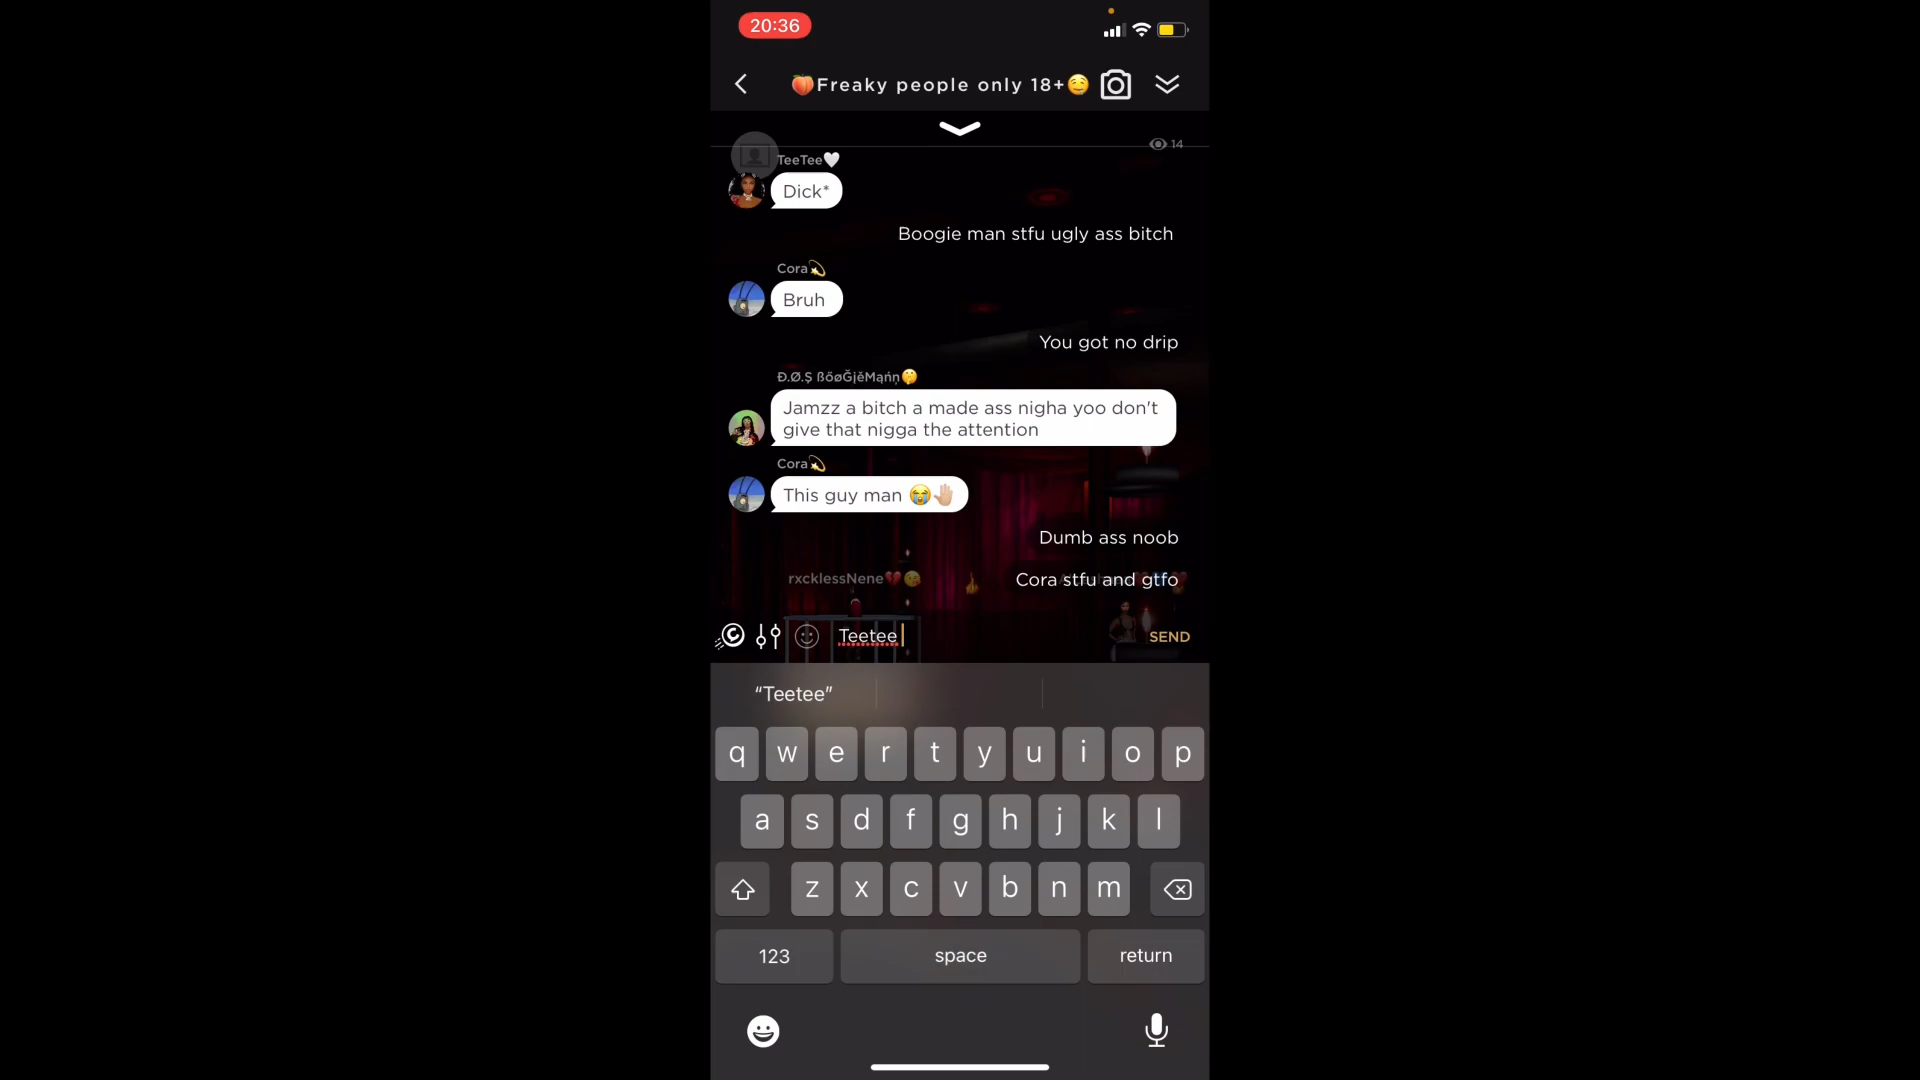 20:36
🍑Freaky people only 18+🤤
14
TeeTee🤍
Dick*
Boogie man stfu ugly ass bitch
Cora💫
Bruh
You got no drip
Đ.Ø.Ş ßőøĞįěMąńņ🤫
Jamzz a bitch a made ass nigha yoo don't
give that nigga the attention
Cora💫
This guy man 😭🤚🏼
Dumb ass noob
rxcklessNene💔
Cora stfu and gtfo
Teetee
SEND
"Teetee"
q w e r t y u i o p
a s d f g h j k l
z x c v b n m
123 space return